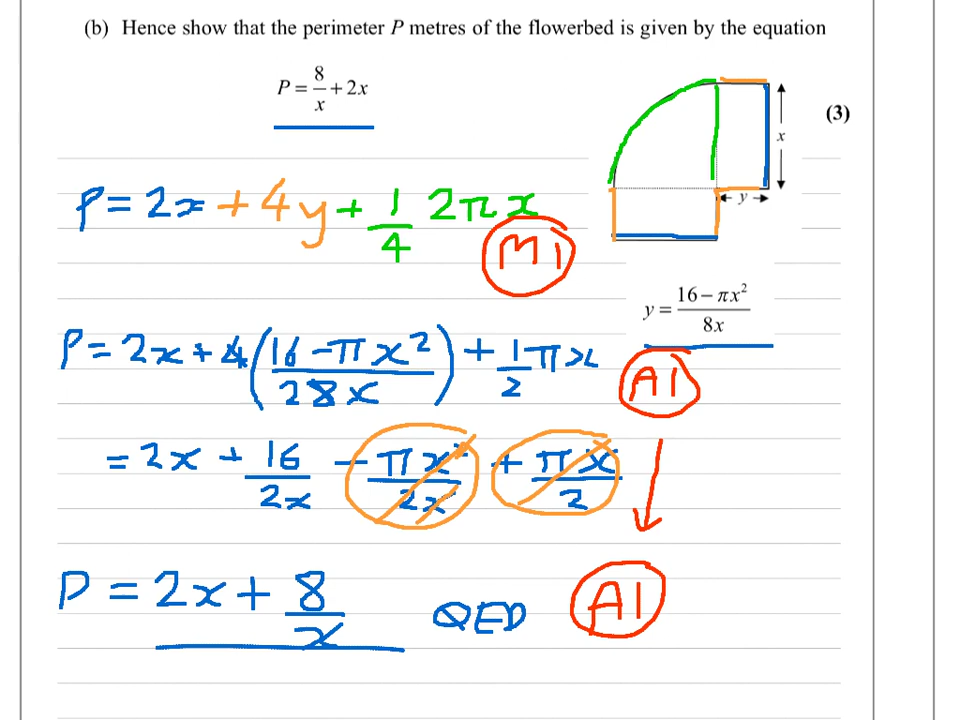 (b) Hence show that the perimeter P metres of the flowerbed is given by the equation
P = 8/x + 2x
(3)
x
y
P = 2x + 4y + 1/4 2πx
M1
y = (16 − πx²)/8x
P = 2x + 4((16 − πx²)/28x) + 1/2 πx
A1
= 2x + 16/2x − πx²/2x + πx/2
P = 2x + 8/x QED A1